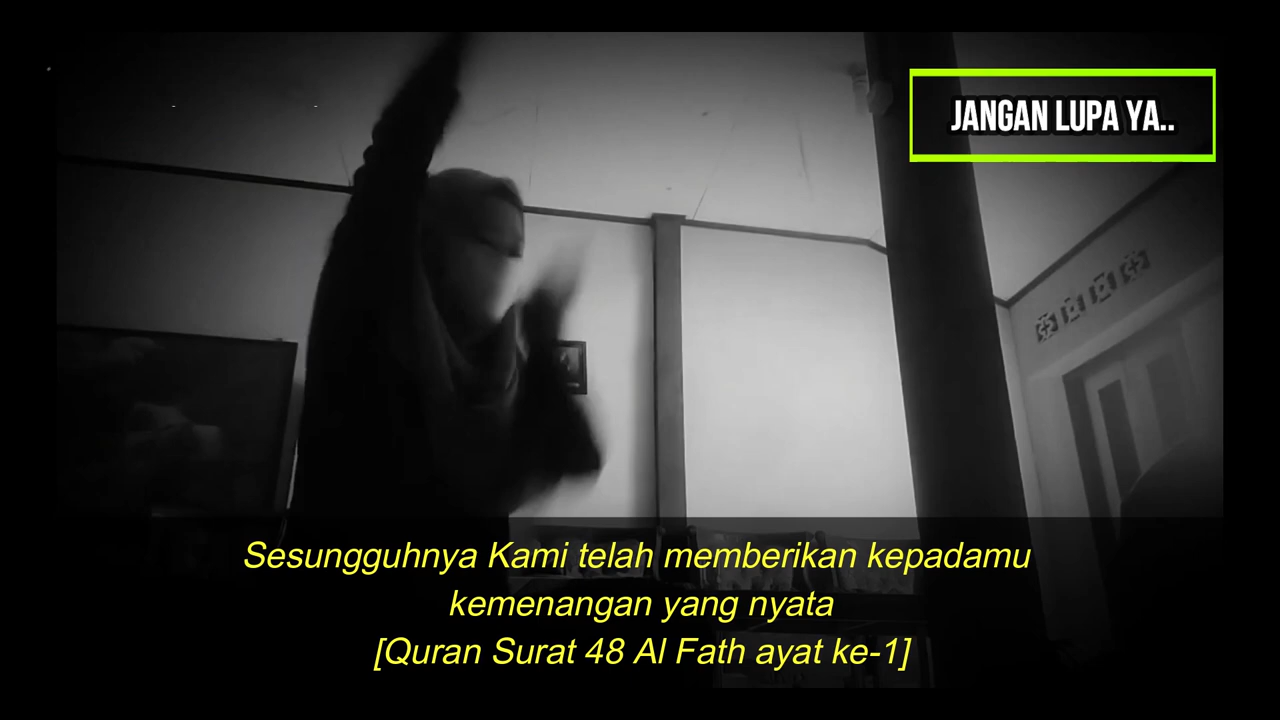 JANGAN LUPA YA..
Sesungguhnya Kami telah memberikan kepadamu
kemenangan yang nyata
[Quran Surat 48 Al Fath ayat ke-1]